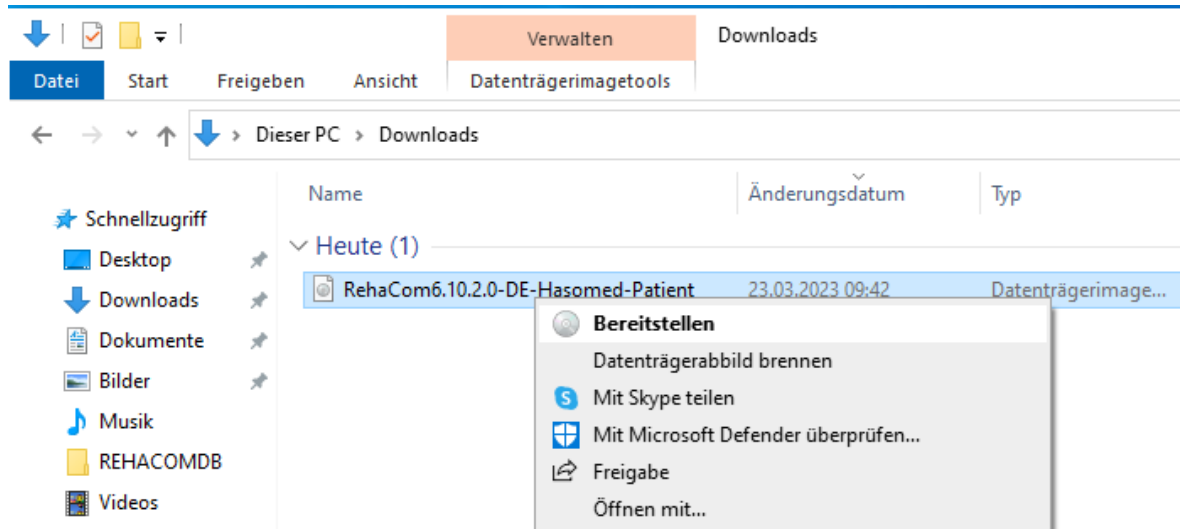 Verwalten Downloads
Datei Start Freigeben Ansicht Datenträgerimagetools
Dieser PC > Downloads
Name Änderungsdatum Typ
Schnellzugriff
Heute (1)
Desktop
RehaCom6.10.2.0-DE-Hasomed-Patient 23.03.2023 09:42 Datenträgerimage...
Downloads
Bereitstellen
Dokumente
Datenträgerabbild brennen
Bilder
Mit Skype teilen
Musik
Mit Microsoft Defender überprüfen...
REHACOMDB
Freigabe
Videos
Öffnen mit...